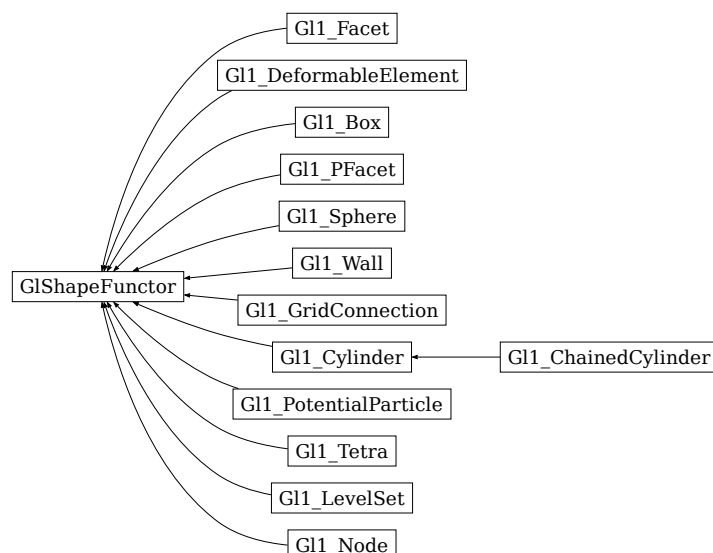 Gl1_Facet
Gl1_DeformableElement
Gl1_Box
Gl1_PFacet
Gl1_Sphere
Gl1_Wall
GlShapeFunctor
Gl1_GridConnection
Gl1_Cylinder
Gl1_ChainedCylinder
Gl1_PotentialParticle
Gl1_Tetra
Gl1_LevelSet
Gl1_Node